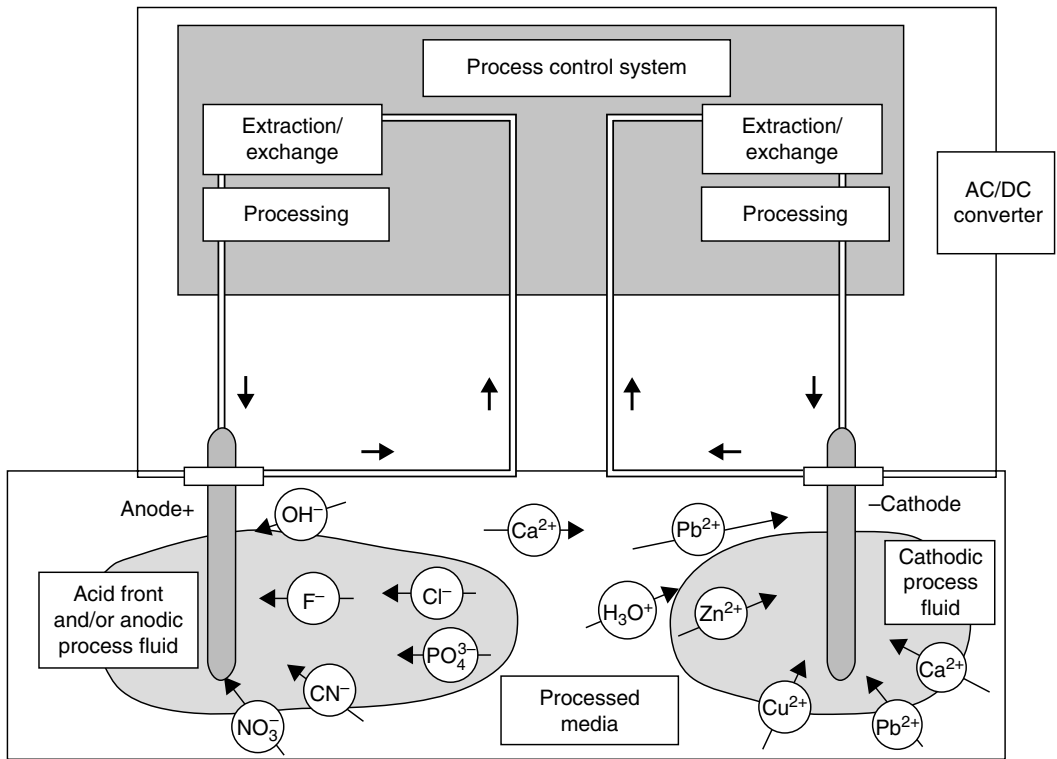 Process control system
Extraction/
exchange
Extraction/
exchange
Processing
Processing
AC/DC
converter
Anode+
–Cathode
OH⁻
Ca²⁺
Pb²⁺
Acid front
and/or anodic
process fluid
F⁻
Cl⁻
H₃O⁺
Zn²⁺
Cathodic
process
fluid
PO₄³⁻
CN⁻
NO₃⁻
Processed
media
Cu²⁺
Ca²⁺
Pb²⁺